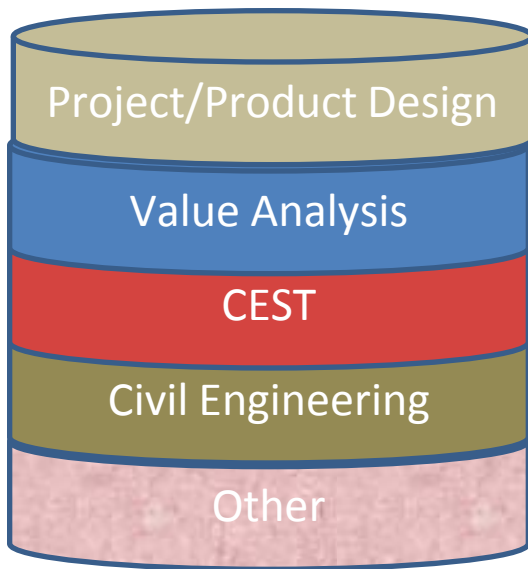 Project/Product Design
Value Analysis
CEST
Civil Engineering
Other